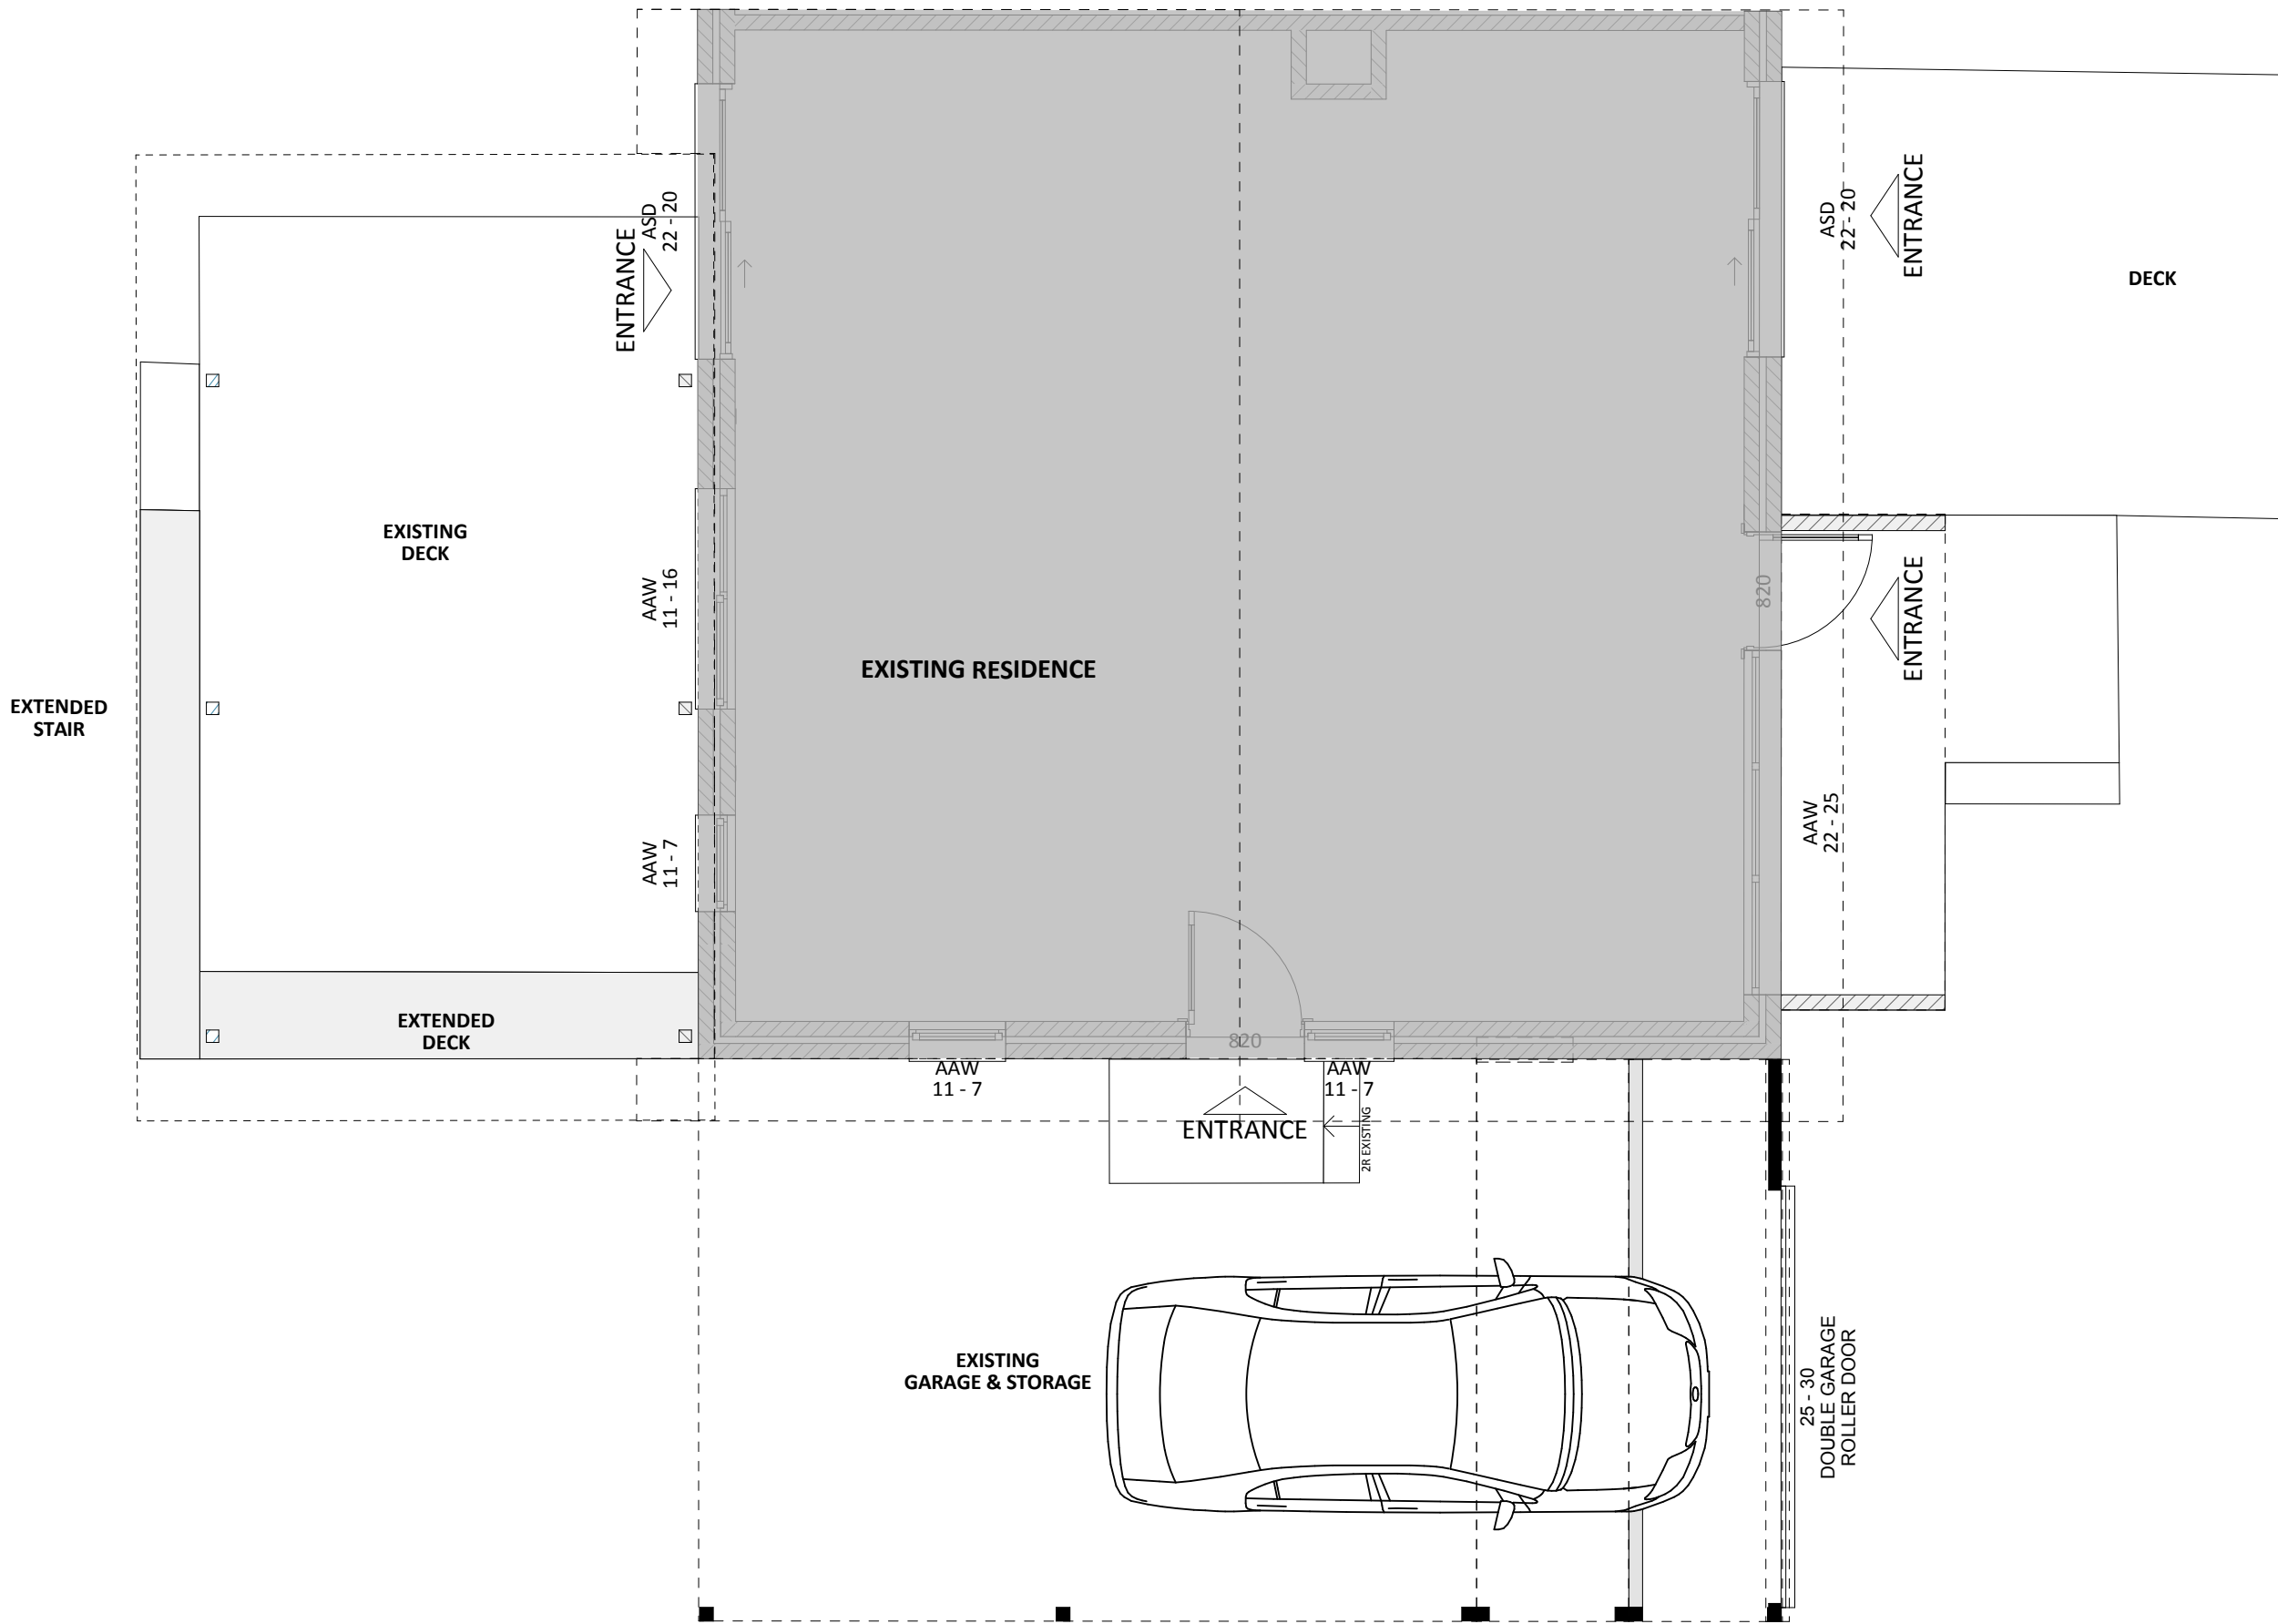 ASD
22 - 20
ENTRANCE
ASD
22 - 20
ENTRANCE
DECK
EXISTING
DECK
AAW
11 - 16
820
ENTRANCE
EXISTING RESIDENCE
EXTENDED
STAIR
AAW
11 - 7
AAW
22 - 25
EXTENDED
DECK
820
AAW
11 - 7
AAW
11 - 7
ENTRANCE
2R EXISTING
EXISTING
GARAGE & STORAGE
25 - 30
DOUBLE GARAGE
ROLLER DOOR